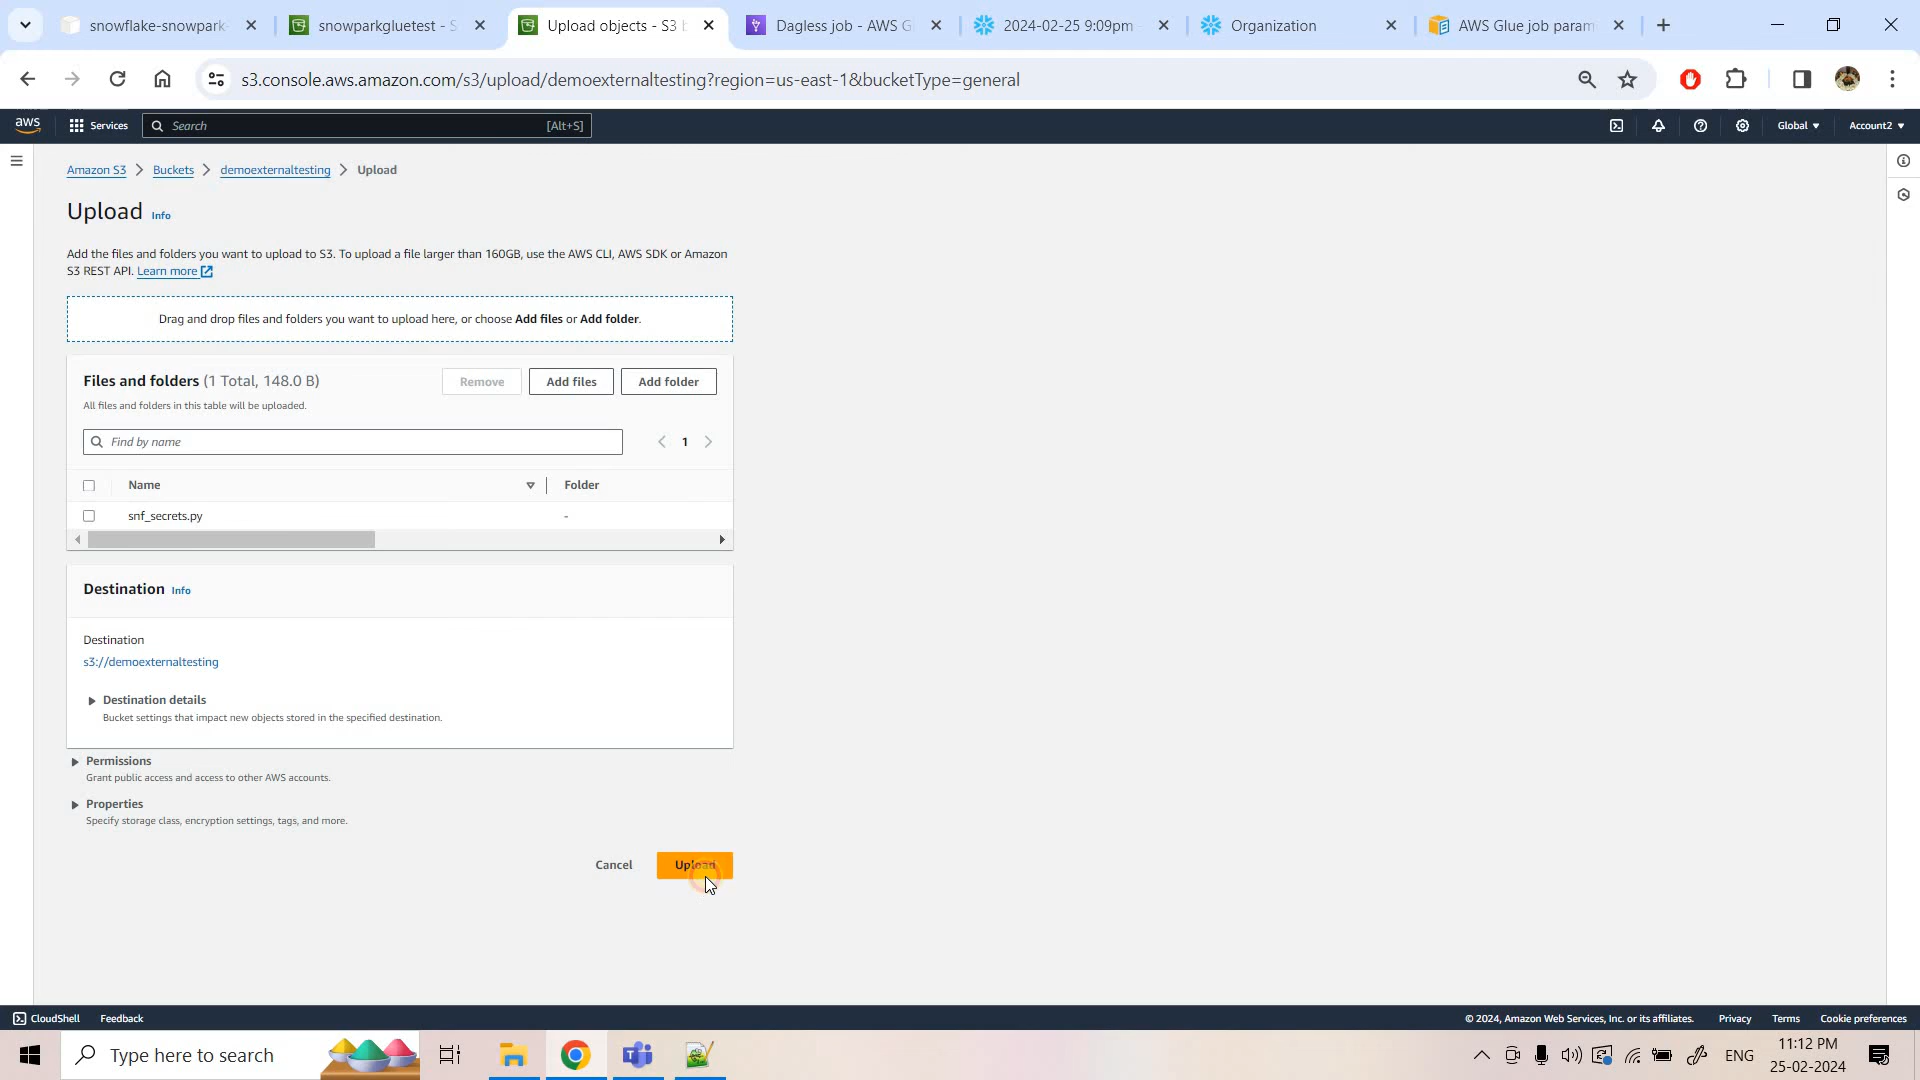 snowflake-snowpark-
snowparkgluetest - S
Upload objects - S3 b
Dagless job - AWS G
2024-02-25 9:09pm
Organization
AWS Glue job param
s3.console.aws.amazon.com/s3/upload/demoexternaltesting?region=us-east-1&bucketType=general
aws
Services
Search
[Alt+S]
Global
Account2
Amazon S3
Buckets
demoexternaltesting
Upload
Upload
Info
Add the files and folders you want to upload to S3. To upload a file larger than 160GB, use the AWS CLI, AWS SDK or Amazon
S3 REST API. Learn more
Drag and drop files and folders you want to upload here, or choose Add files or Add folder.
Files and folders (1 Total, 148.0 B)
Remove
Add files
Add folder
All files and folders in this table will be uploaded.
Find by name
1
Name
Folder
snf_secrets.py
-
Destination Info
Destination
s3://demoexternaltesting
Destination details
Bucket settings that impact new objects stored in the specified destination.
Permissions
Grant public access and access to other AWS accounts.
Properties
Specify storage class, encryption settings, tags, and more.
Cancel
Upload
CloudShell
Feedback
© 2024, Amazon Web Services, Inc. or its affiliates.
Privacy
Terms
Cookie preferences
Type here to search
ENG
11:12 PM
25-02-2024